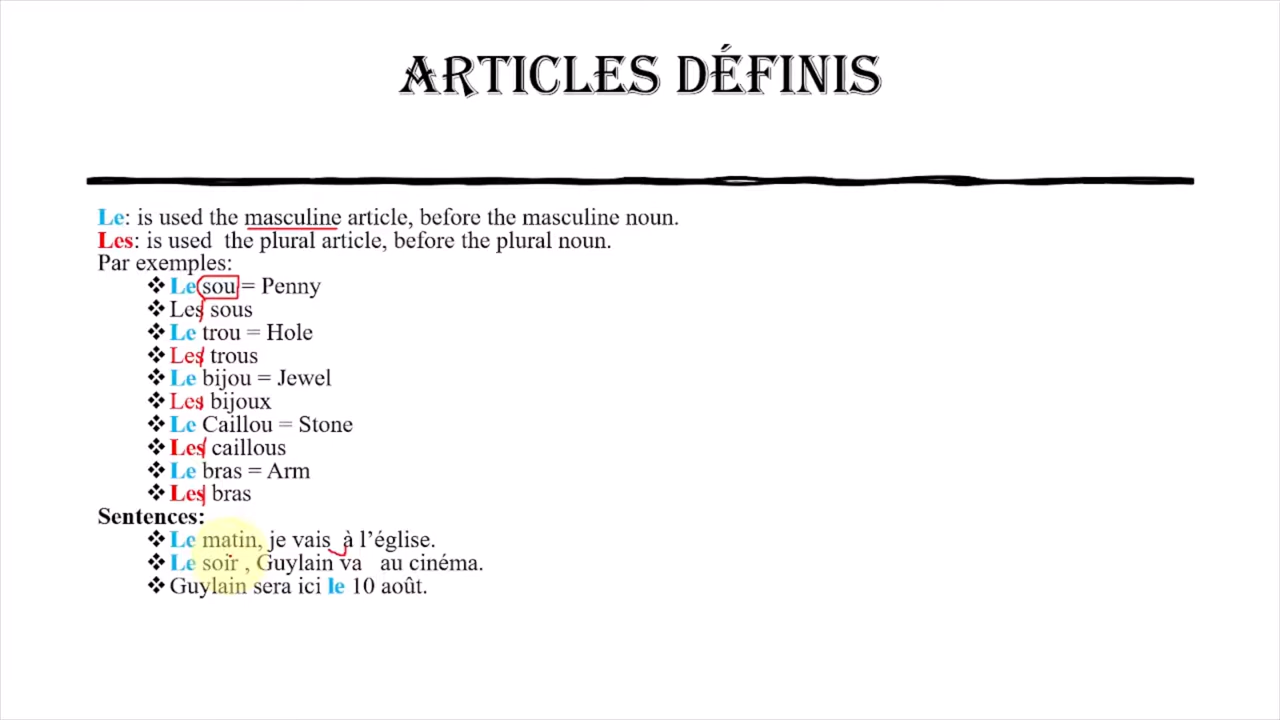 ARTICLES DÉFINIS
Le: is used the masculine article, before the masculine noun.
Les: is used the plural article, before the plural noun.
Par exemples:
❖ Le sou = Penny
❖ Les sous
❖ Le trou = Hole
❖ Les trous
❖ Le bijou = Jewel
❖ Les bijoux
❖ Le Caillou = Stone
❖ Les caillous
❖ Le bras = Arm
❖ Les bras
Sentences:
❖ Le matin, je vais à l’église.
❖ Le soir , Guylain va au cinéma.
❖ Guylain sera ici le 10 août.